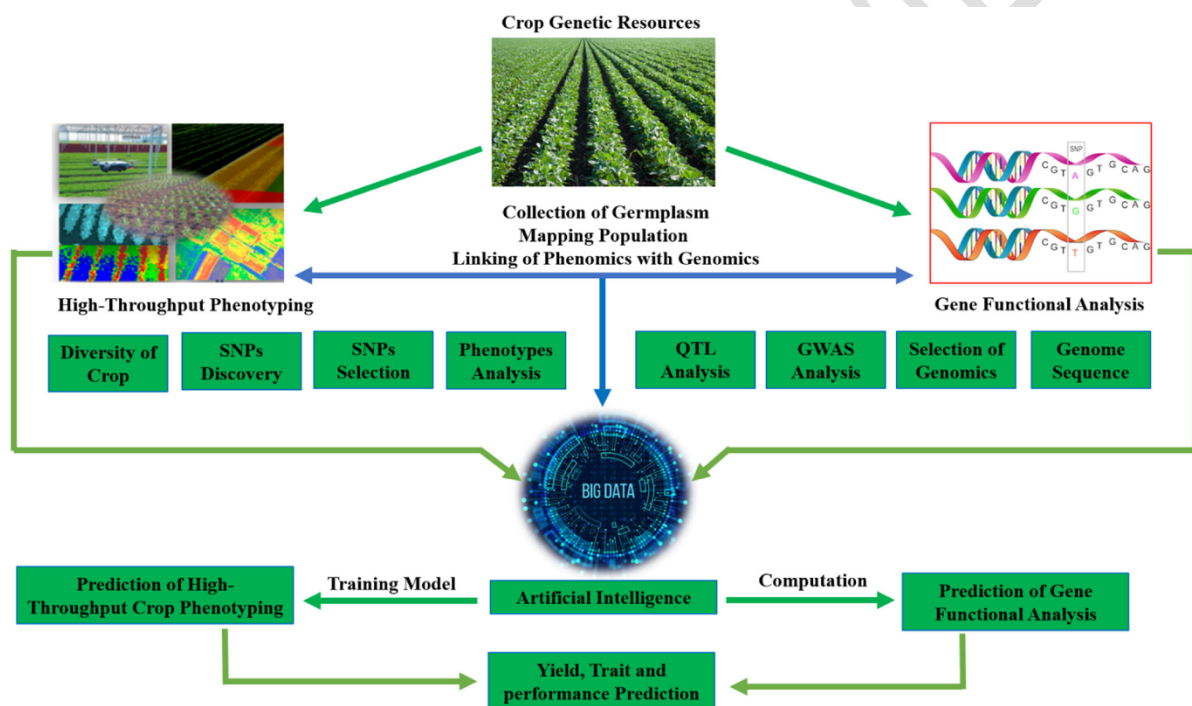 Crop Genetic Resources
SNP
CGTAGTGCAG
CGTGGTGCAG
CGTTGTGCAG
Collection of Germplasm
Mapping Population
Linking of Phenomics with Genomics
High-Throughput Phenotyping
Gene Functional Analysis
Diversity of
Crop
SNPs
Discovery
SNPs
Selection
Phenotypes
Analysis
QTL
Analysis
GWAS
Analysis
Selection of
Genomics
Genome
Sequence
BIG DATA
Prediction of High-
Throughput Crop Phenotyping
Training Model
Artificial Intelligence
Computation
Prediction of Gene
Functional Analysis
Yield, Trait and
performance Prediction